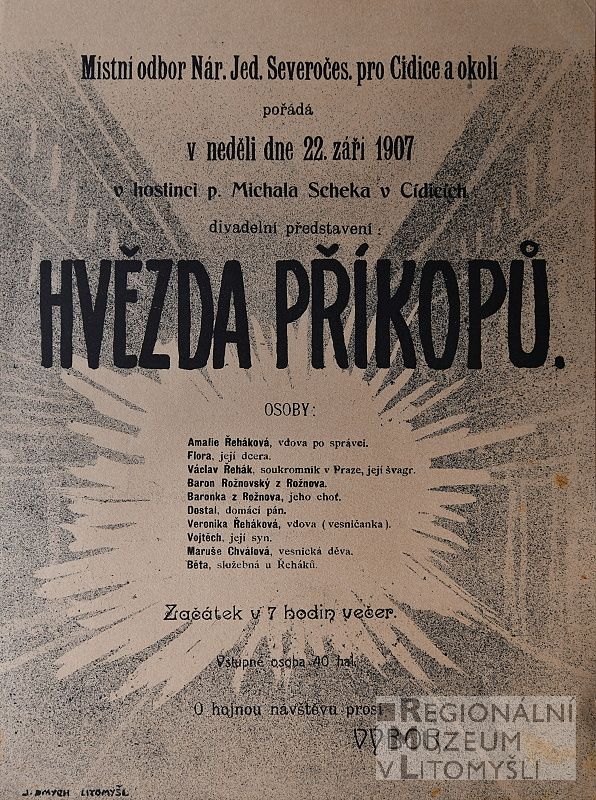 Místní odbor Nár. Jed. Severočes. pro Cidice a okolí
pořádá
v neděli dne 22. září 1907
v hostinci p. Michala Scheka v Cidicích
divadelní představení:
HVĚZDA PŘÍKOPŮ.
OSOBY:
Amalie Řeháková, vdova po správci.
Flora, její dcera.
Václav Řehák, soukromník v Praze, její švagr.
Baron Rožnovský z Rožnova.
Baronka z Rožnova, jeho choť.
Dostal, domácí pán.
Veronika Řeháková, vdova (vesničanka).
Vojtěch, její syn.
Maruše Chválová, vesnická děva.
Běta, služebná u Řeháků.
Začátek v 7 hodin večer.
Vstupné osoba 40 hal.
O hojnou návštěvu prosí
VÝBOR.
J. DMYCH LITOMYŠL
REGIONÁLNÍ
MUZEUM
V LITOMYŠLI